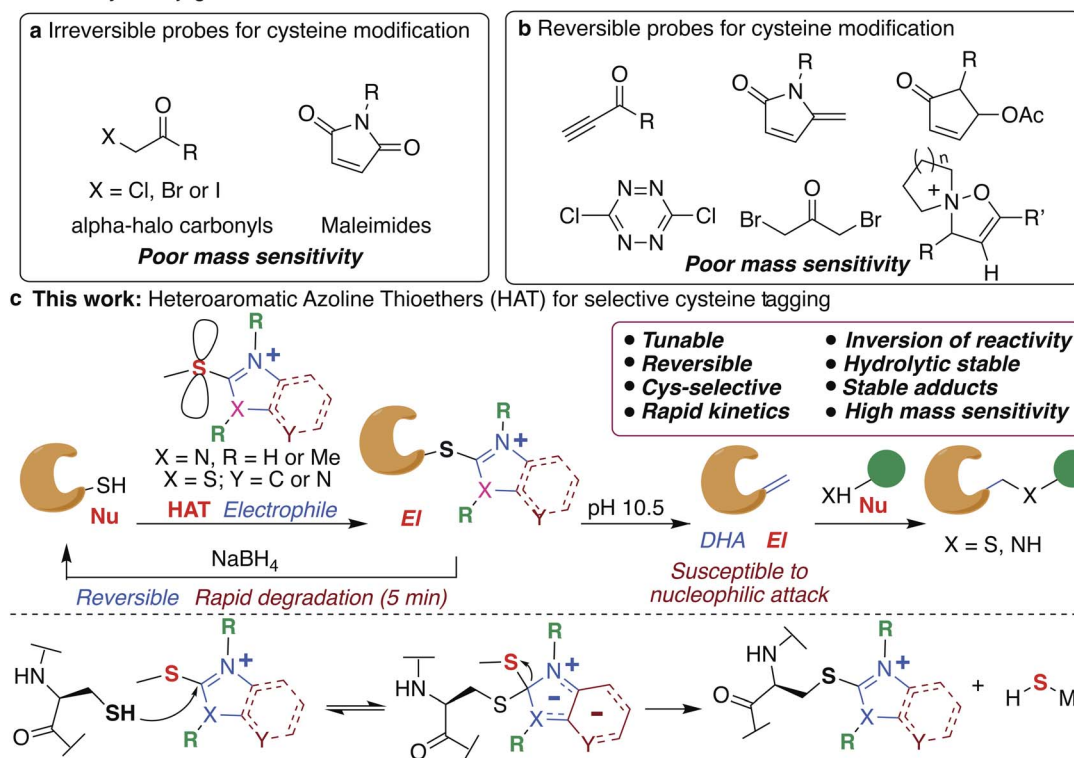 a Irreversible probes for cysteine modification
O
X
R
X = Cl, Br or I
alpha-halo carbonyls
R
N
O
O
Maleimides
Poor mass sensitivity
b Reversible probes for cysteine modification
O
R
R
N
O
R
O
OAc
N N
Cl Cl
N N
O
Br Br
( ) n
+
N O
R'
R
H
Poor mass sensitivity
c This work: Heteroaromatic Azoline Thioethers (HAT) for selective cysteine tagging
R
S N +
X
R Y
X = N, R = H or Me
X = S; Y = C or N
HAT Electrophile
SH
Nu
R
S N +
X
R Y
El
• Tunable
• Reversible
• Cys-selective
• Rapid kinetics
• Inversion of reactivity
• Hydrolytic stable
• Stable adducts
• High mass sensitivity
pH 10.5
DHA El
Susceptible to
nucleophilic attack
XH
Nu
X
X = S, NH
NaBH4
Reversible Rapid degradation (5 min)
HN
O
SH
R
S N +
X
R Y
HN
O
S
S
R
N +
–
–
X
R Y
HN
O
S
R
N +
X
R Y
+
H S M